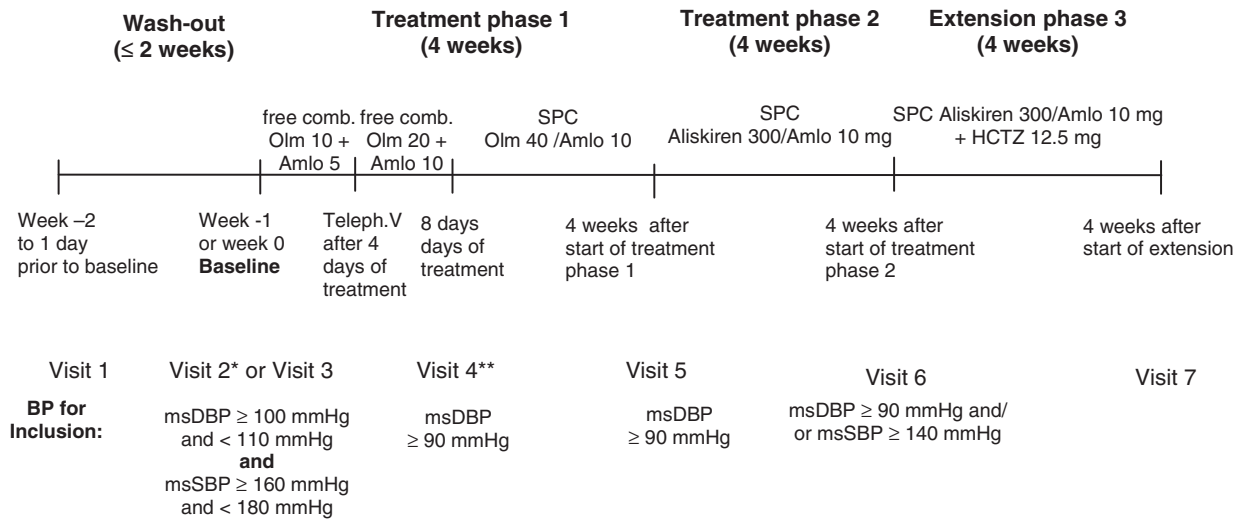 Wash-out
(≤ 2 weeks)
Treatment phase 1
(4 weeks)
Treatment phase 2
(4 weeks)
Extension phase 3
(4 weeks)
free comb.
Olm 10 +
Amlo 5
free comb.
Olm 20 +
Amlo 10
SPC
Olm 40 /Amlo 10
SPC
Aliskiren 300/Amlo 10 mg
SPC Aliskiren 300/Amlo 10 mg
+ HCTZ 12.5 mg
Week –2
to 1 day
prior to baseline
Week -1
or week 0
Baseline
Teleph.V
after 4
days of
treatment
8 days
days of
treatment
4 weeks after
start of treatment
phase 1
4 weeks after
start of treatment
phase 2
4 weeks after
start of extension
Visit 1
Visit 2* or Visit 3
Visit 4**
Visit 5
Visit 6
Visit 7
BP for
Inclusion:
msDBP ≥ 100 mmHg
and < 110 mmHg
and
msSBP ≥ 160 mmHg
and < 180 mmHg
msDBP
≥ 90 mmHg
msDBP
≥ 90 mmHg
msDBP ≥ 90 mmHg and/
or msSBP ≥ 140 mmHg